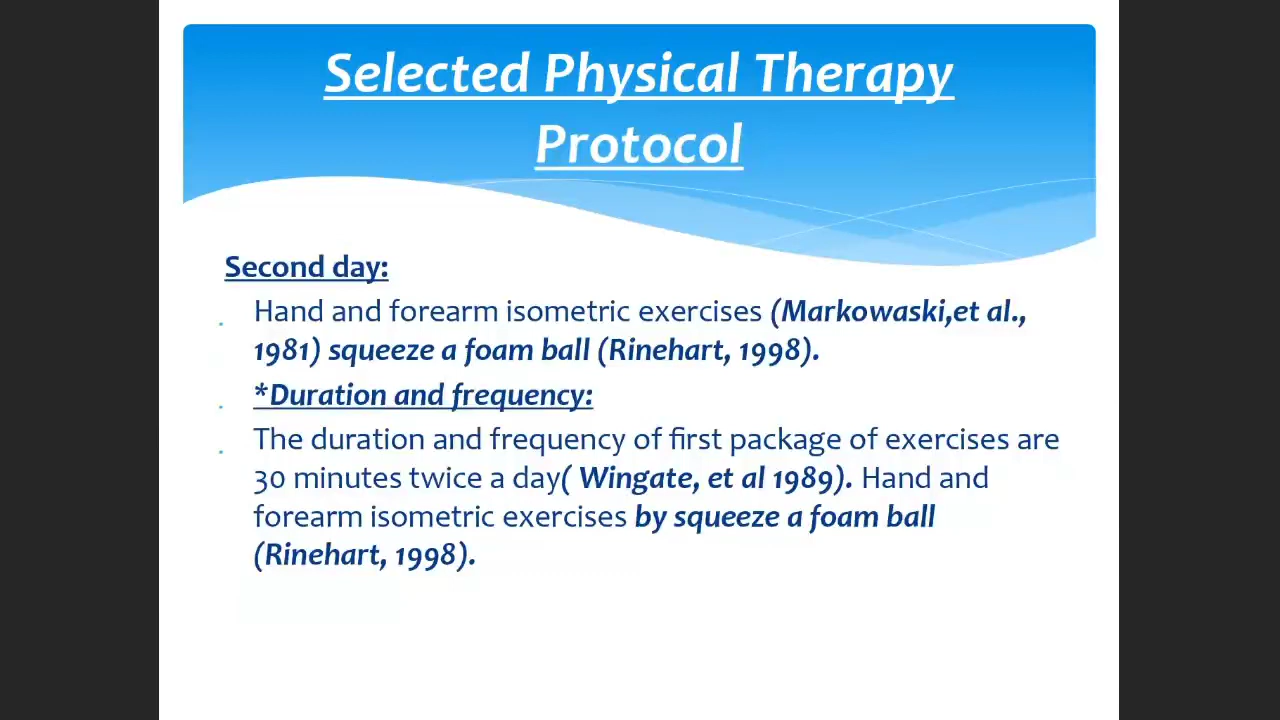 Selected Physical Therapy
Protocol
Second day:
Hand and forearm isometric exercises (Markowaski,et al.,
1981) squeeze a foam ball (Rinehart, 1998).
*Duration and frequency:
The duration and frequency of first package of exercises are
30 minutes twice a day( Wingate, et al 1989). Hand and
forearm isometric exercises by squeeze a foam ball
(Rinehart, 1998).